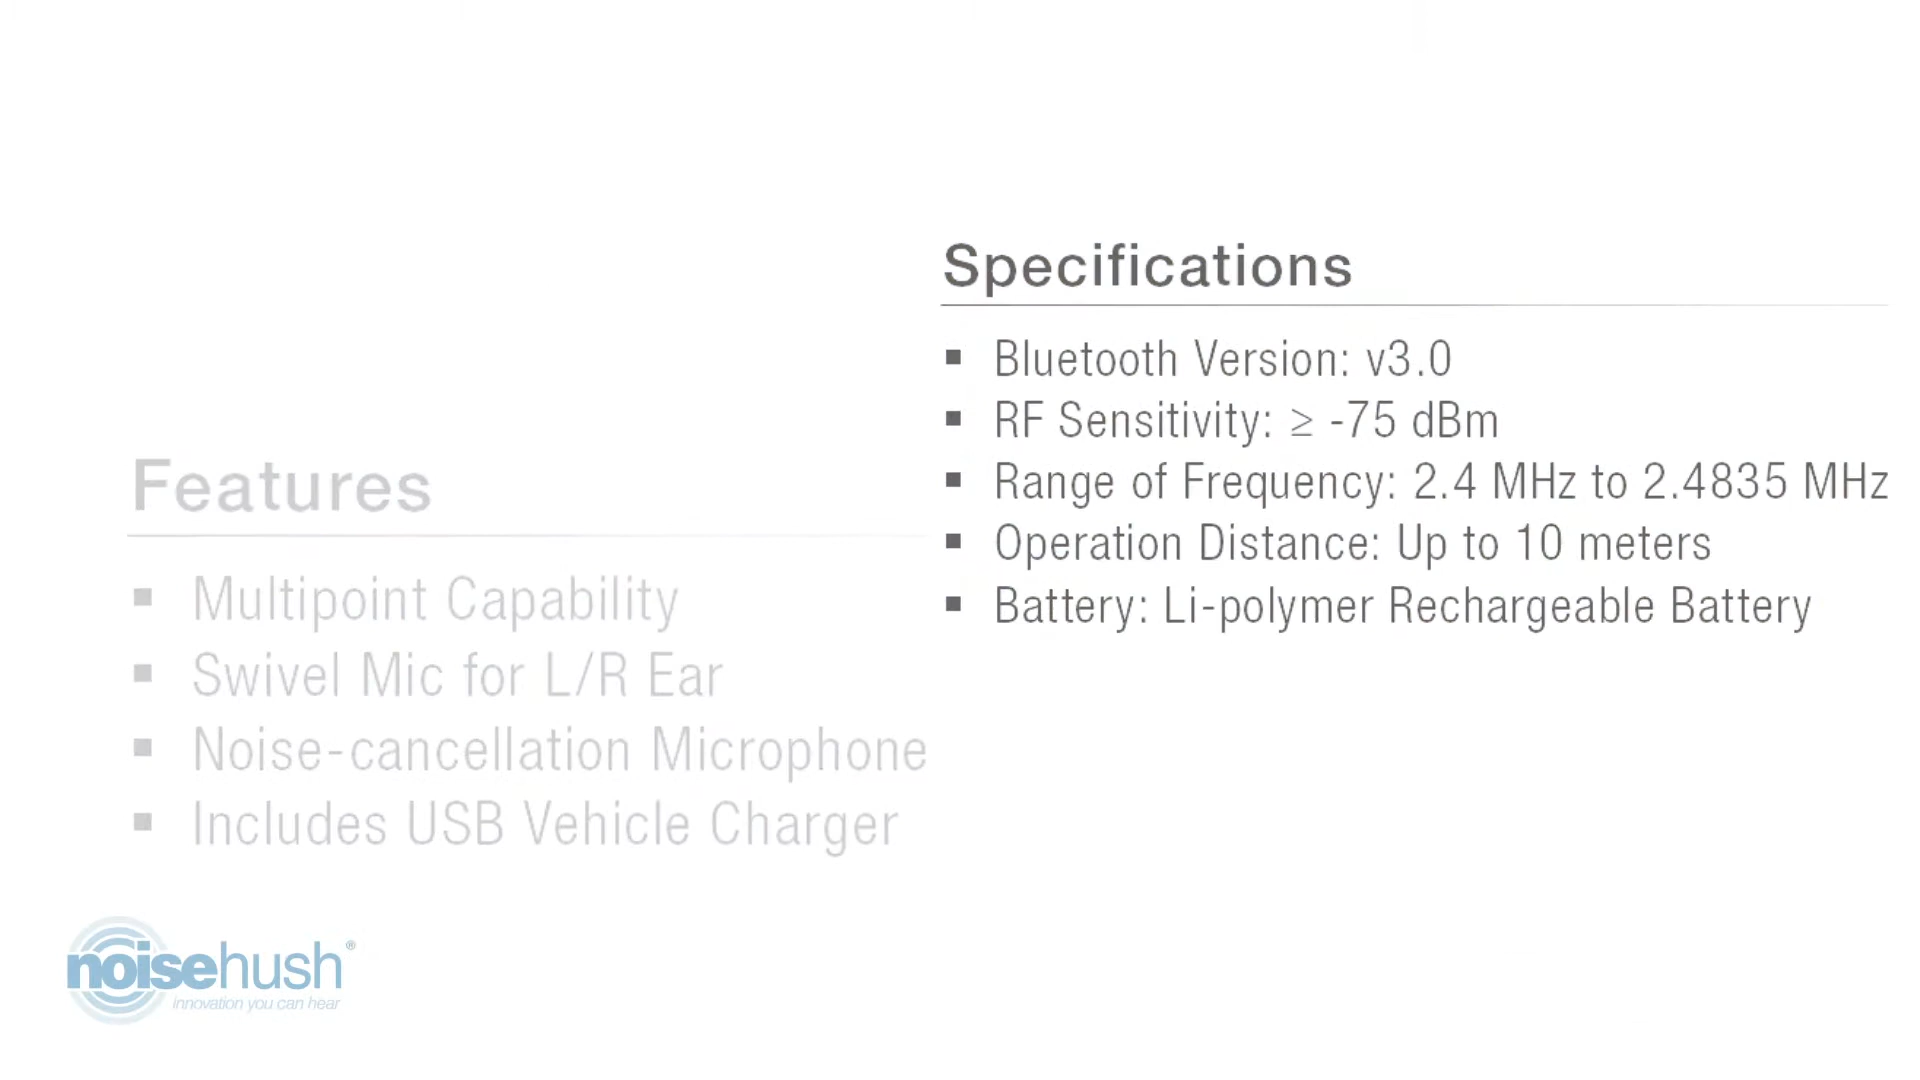 Specifications
▪ Bluetooth Version: v3.0
▪ RF Sensitivity: ≥ -75 dBm
▪ Range of Frequency: 2.4 MHz to 2.4835 MHz
▪ Operation Distance: Up to 10 meters
▪ Battery: Li-polymer Rechargeable Battery
Features
▪ Multipoint Capability
▪ Swivel Mic for L/R Ear
▪ Noise-cancellation Microphone
▪ Includes USB Vehicle Charger
noisehush®
innovation you can hear